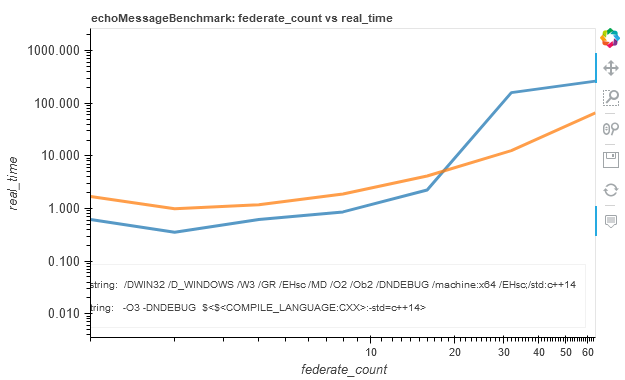 echoMessageBenchmark: federate_count vs real_time
1000.000
100.000
10.000
1.000
0.100
0.010
real_time
string: /DWIN32 /D_WINDOWS /W3 /GR /EHsc /MD /O2 /Ob2 /DNDEBUG /machine:x64 /EHsc;/std:c++14
tring: -O3 -DNDEBUG $<$<COMPILE_LANGUAGE:CXX>:-std=c++14>
10 20 30 40 50 60
federate_count